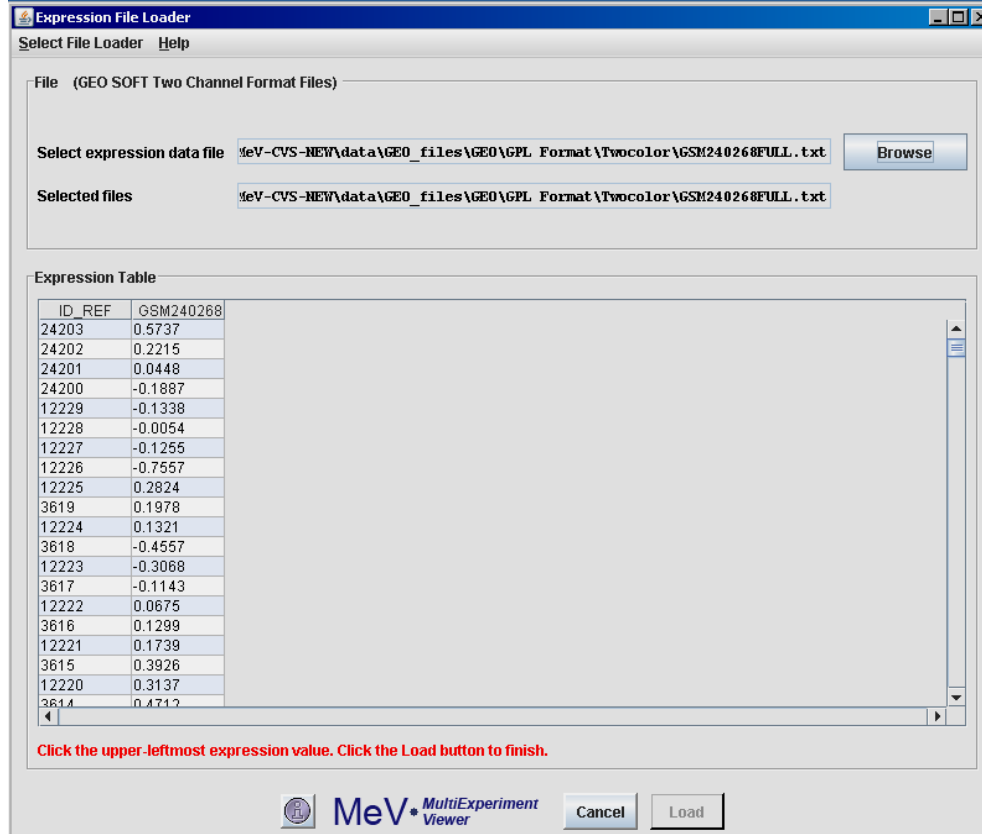 Expression File Loader
Select File Loader Help
File (GEO SOFT Two Channel Format Files)
Select expression data file MeV-CVS-NEW\data\GEO_files\GEO\GPL Format\Twocolor\GSM240268FULL.txt Browse
Selected files MeV-CVS-NEW\data\GEO_files\GEO\GPL Format\Twocolor\GSM240268FULL.txt
Expression Table
ID_REF GSM240268
24203 0.5737
24202 0.2215
24201 0.0448
24200 -0.1887
12229 -0.1338
12228 -0.0054
12227 -0.1255
12226 -0.7557
12225 0.2824
3619 0.1978
12224 0.1321
3618 -0.4557
12223 -0.3068
3617 -0.1143
12222 0.0675
3616 0.1299
12221 0.1739
3615 0.3926
12220 0.3137
3614 0.4712
Click the upper-leftmost expression value. Click the Load button to finish.
MeV MultiExperiment Viewer Cancel Load